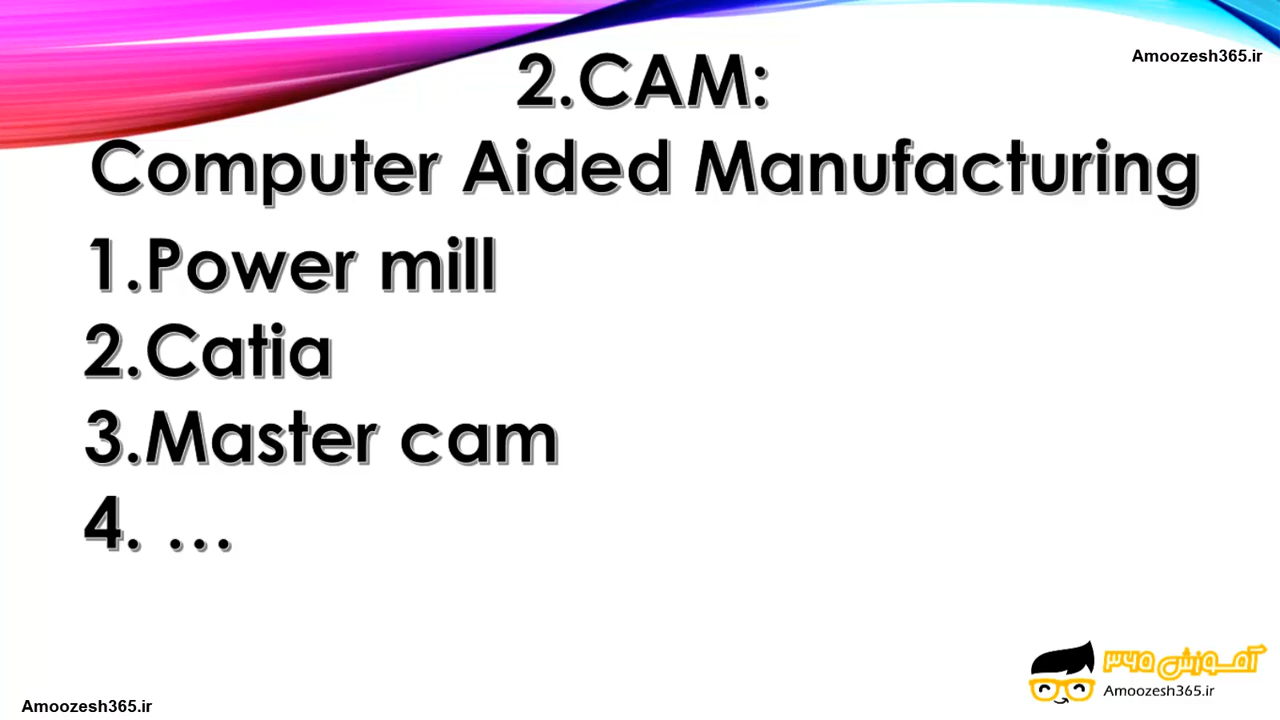 Amoozesh365.ir
2.CAM:
Computer Aided Manufacturing
1.Power mill
2.Catia
3.Master cam
4. ...
آموزش ۳۶۵
Amoozesh365.ir
Amoozesh365.ir